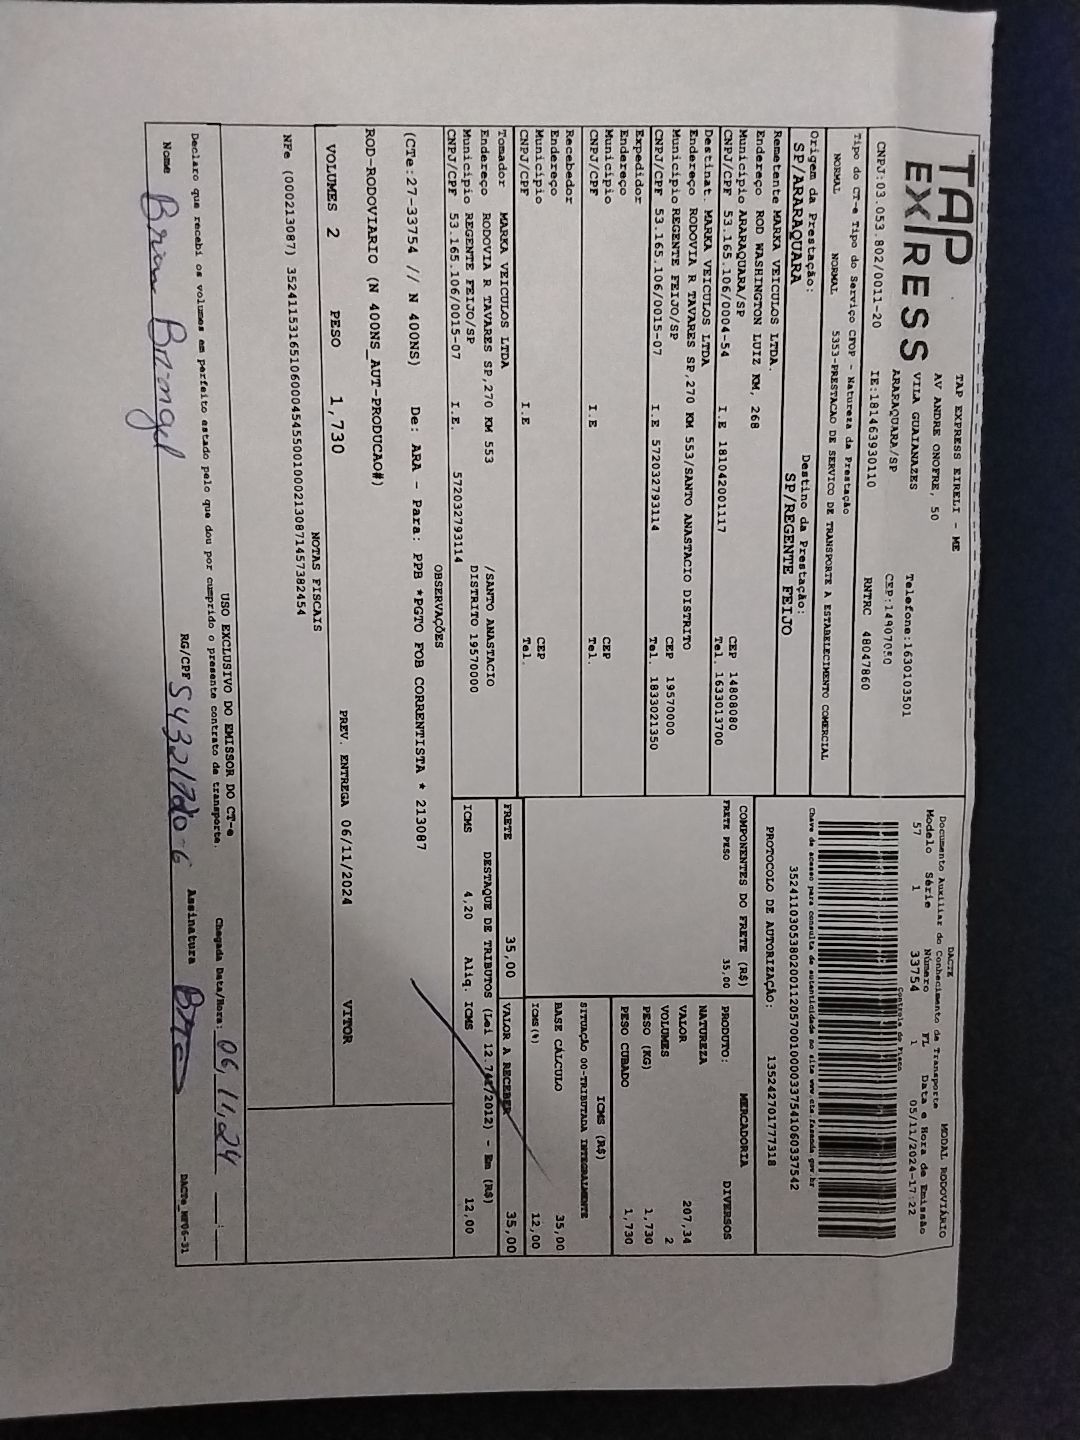 TAP
EXPRESS
TAP EXPRESS EIRELI - ME
AV ANDRE ONOFRE, 50
VILA GUAIANAZES
ARARAQUARA/SP
Telefone:1630103501
CEP:14907050
CNPJ:03.053.802/0011-20 IE:181463930110 RNTRC 48047860
DACTE MODAL RODOVIÁRIO
Documento Auxiliar do Conhecimento de Transporte
Modelo Série Número FL Data e Hora de Emissão
57 1 33754 1 05/11/2024-17:22
Controle do Fisco
Chave de acesso para consulta de autenticidade no site www.cte.fazenda.gov.br
35241103053802001120570010000337541060337542
PROTOCOLO DE AUTORIZAÇÃO: 135242701777318
Tipo do CT-e Tipo do Serviço CFOP - Natureza da Prestação
NORMAL NORMAL 5353-PRESTACAO DE SERVICO DE TRANSPORTE A ESTABELECIMENTO COMERCIAL
Origem da Prestação: Destino da Prestação:
SP/ARARAQUARA SP/REGENTE FEIJO
Remetente MARKA VEICULOS LTDA.
Endereço ROD WASHINGTON LUIZ KM, 268
Município ARARAQUARA/SP CEP 14808080
CNPJ/CPF 53.165.106/0004-54 I.E 181042001117 Tel. 1633013700
Destinat. MARKA VEICULOS LTDA
Endereço RODOVIA R TAVARES SP,270 KM 553/SANTO ANASTACIO DISTRITO
Município REGENTE FEIJO/SP CEP 19570000
CNPJ/CPF 53.165.106/0015-07 I.E 572032793114 Tel. 1833021350
Expedidor
Endereço
Município CEP
CNPJ/CPF I.E Tel.
Recebedor
Endereço
Município CEP
CNPJ/CPF I.E Tel.
Tomador MARKA VEICULOS LTDA
Endereço RODOVIA R TAVARES SP,270 KM 553 /SANTO ANASTACIO
Município REGENTE FEIJO/SP DISTRITO 19570000
CNPJ/CPF 53.165.106/0015-07 I.E. 572032793114
COMPONENTES DO FRETE (R$)
FRETE PESO 35,00
PRODUTO: MERCADORIA
NATUREZA DIVERSOS
VALOR 207,34
VOLUMES 2
PESO (KG) 1,730
PESO CUBADO 1,730
ICMS (R$)
SITUAÇÃO 00-TRIBUTADA INTEGRALMENTE
BASE CÁLCULO 35,00
ICMS(%) 12,00
FRETE 35,00 VALOR A RECEBER 35,00
DESTAQUE DE TRIBUTOS (Lei 12.741/2012) - Em (R$)
ICMS 4,20 Aliq. ICMS 12,00
OBSERVAÇÕES
(CTe:27-33754 // N 400NS) De: ARA - Para: PPB *PGTO FOB CORRENTISTA * 213087
ROD-RODOVIARIO (N 400NS_AUT-PRODUCAO#)
VOLUMES 2 PESO 1,730 PREV. ENTREGA 06/11/2024 VITOR
NOTAS FISCAIS
NFe (000213087) 35241153165106000454550010002130871457382454
USO EXCLUSIVO DO EMISSOR DO CT-e
Declaro que recebi os volumes em perfeito estado pelo que dou por cumprido o presente contrato de transporte. Chegada Data/Hora: 06/11/24 __:__
Nome RG/CPF Assinatura
DACTe_MF06-31